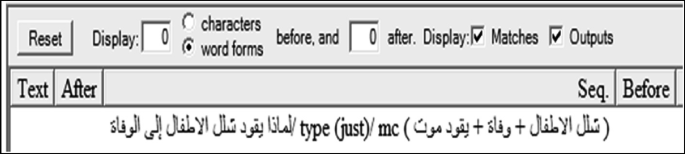 Reset Display: 0 characters word forms before, and 0 after. Display: Matches Outputs
Text After Seq. Before
( شلل الاطفال + وفاة + يقود موت ) mc /type (just) /لماذا يقود شلل الاطفال إلى الوفاة